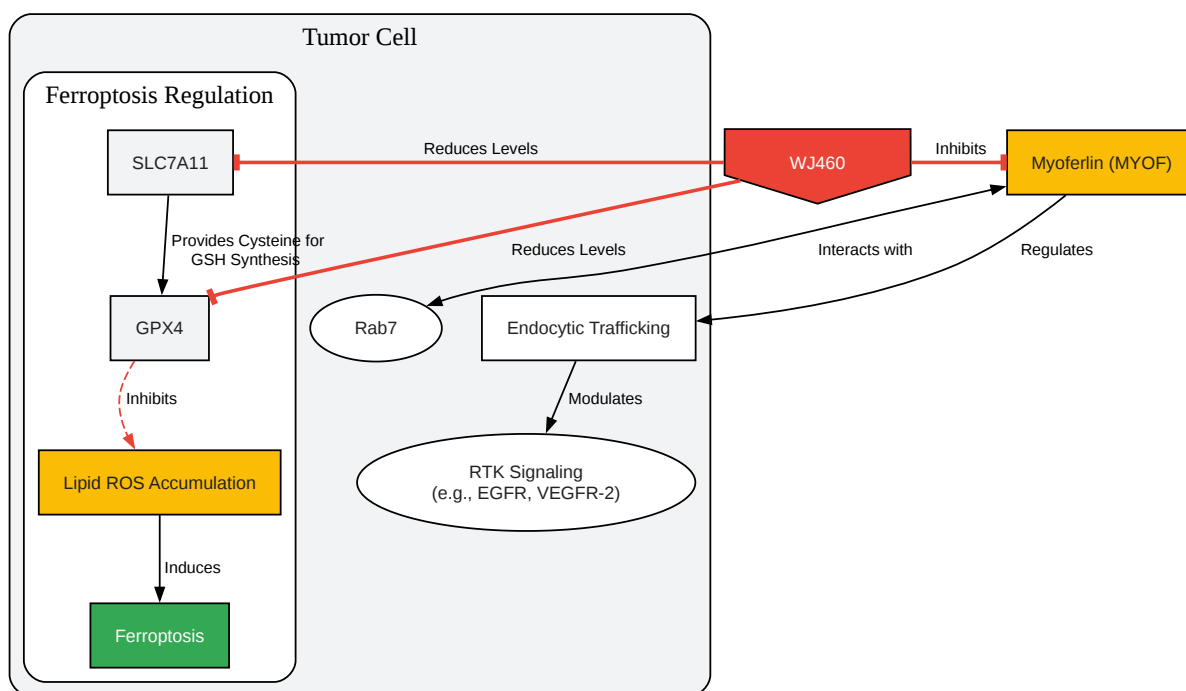 Tumor Cell
Ferroptosis Regulation
SLC7A11
Reduces Levels
WJ460
Inhibits
Myoferlin (MYOF)
Provides Cysteine for
GSH Synthesis
Reduces Levels
Interacts with
Regulates
GPX4
Rab7
Endocytic Trafficking
Inhibits
Modulates
Lipid ROS Accumulation
RTK Signaling
(e.g., EGFR, VEGFR-2)
Induces
Ferroptosis